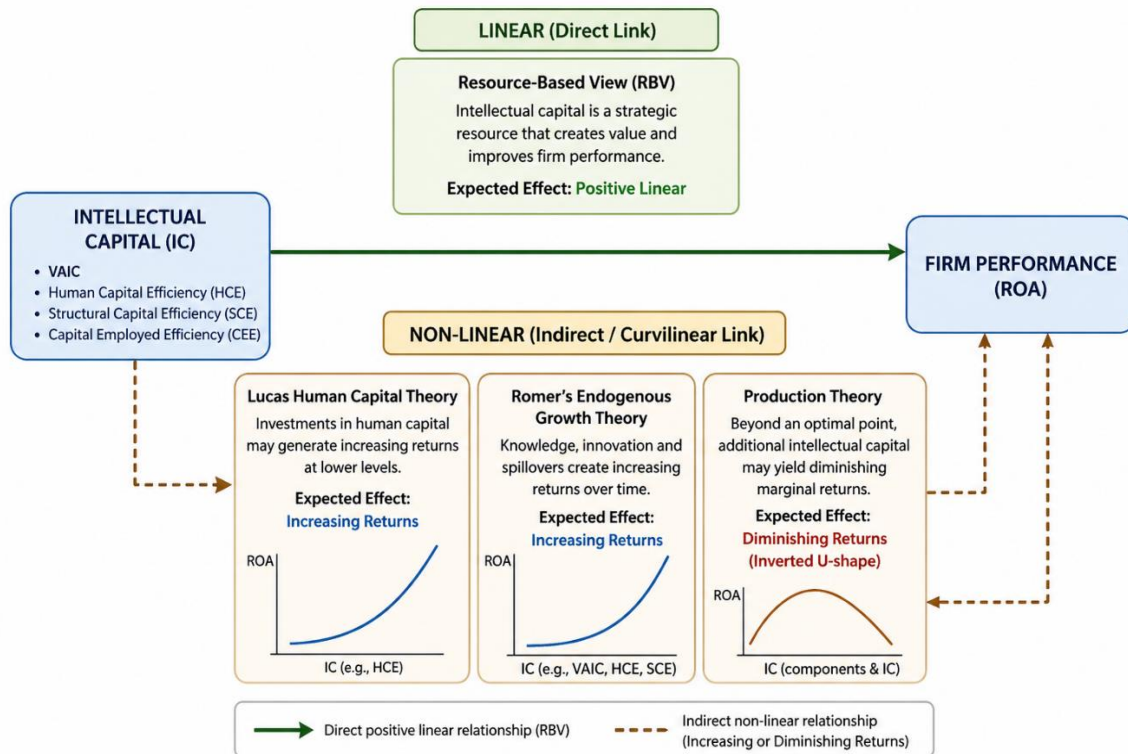 LINEAR (Direct Link)
Resource-Based View (RBV)
Intellectual capital is a strategic
resource that creates value and
improves firm performance.
Expected Effect: Positive Linear
INTELLECTUAL
CAPITAL (IC)
• VAIC
• Human Capital Efficiency (HCE)
• Structural Capital Efficiency (SCE)
• Capital Employed Efficiency (CEE)
FIRM PERFORMANCE
(ROA)
NON-LINEAR (Indirect / Curvilinear Link)
Lucas Human Capital Theory
Investments in human capital
may generate increasing returns
at lower levels.
Expected Effect:
Increasing Returns
ROA
IC (e.g., HCE)
Romer's Endogenous
Growth Theory
Knowledge, innovation and
spillovers create increasing
returns over time.
Expected Effect:
Increasing Returns
ROA
IC (e.g., VAIC, HCE, SCE)
Production Theory
Beyond an optimal point,
additional intellectual capital
may yield diminishing
marginal returns.
Expected Effect:
Diminishing Returns
(Inverted U-shape)
ROA
IC (components & IC)
Direct positive linear relationship (RBV)
Indirect non-linear relationship
(Increasing or Diminishing Returns)